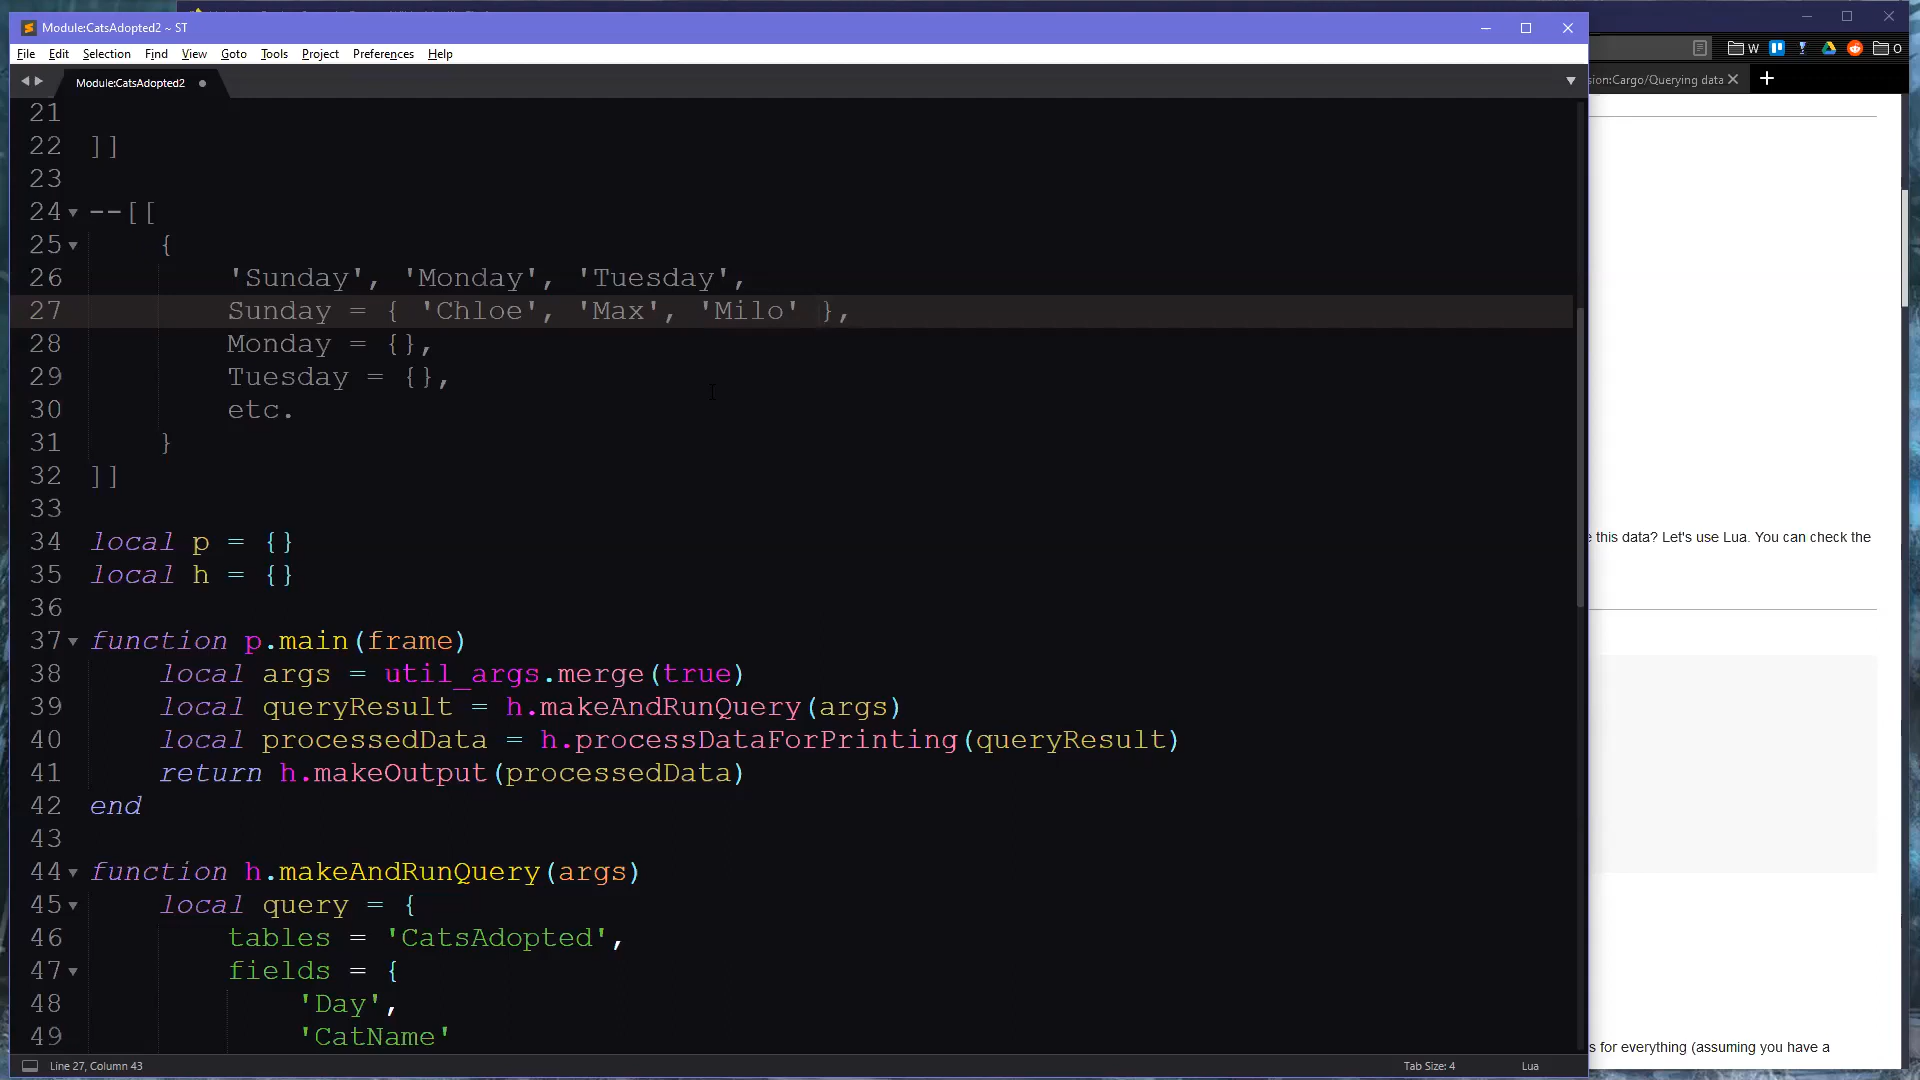 Module:CatsAdopted2 ~ ST
File Edit Selection Find View Goto Tools Project Preferences Help
W O
Module:CatsAdopted2
sion:Cargo/Querying data
21
22 ]]
23
24 --[[
25 {
26 'Sunday', 'Monday', 'Tuesday',
27 Sunday = { 'Chloe', 'Max', 'Milo' },
28 Monday = {},
29 Tuesday = {},
30 etc.
31 }
32 ]]
33
34 local p = {}
35 local h = {}
36
37 function p.main(frame)
38 local args = util_args.merge(true)
39 local queryResult = h.makeAndRunQuery(args)
40 local processedData = h.processDataForPrinting(queryResult)
41 return h.makeOutput(processedData)
42 end
43
44 function h.makeAndRunQuery(args)
45 local query = {
46 tables = 'CatsAdopted',
47 fields = {
48 'Day',
49 'CatName'
e this data? Let's use Lua. You can check the
s for everything (assuming you have a
Line 27, Column 43
Tab Size: 4
Lua